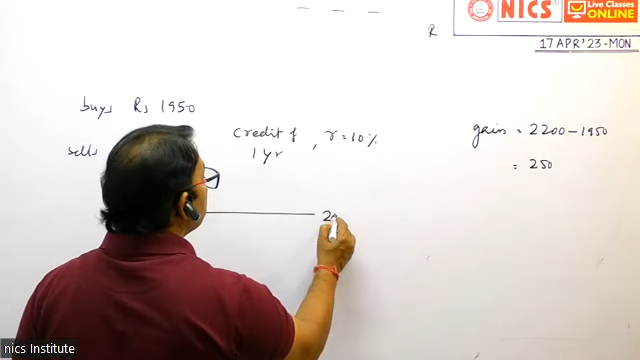 NICS
Live Classes
ONLINE
R
17 APR'23-MON
buys Rs 1950
sells
credit of
1 yr , r = 10%
gain = 2200 - 1950
= 250
nics Institute